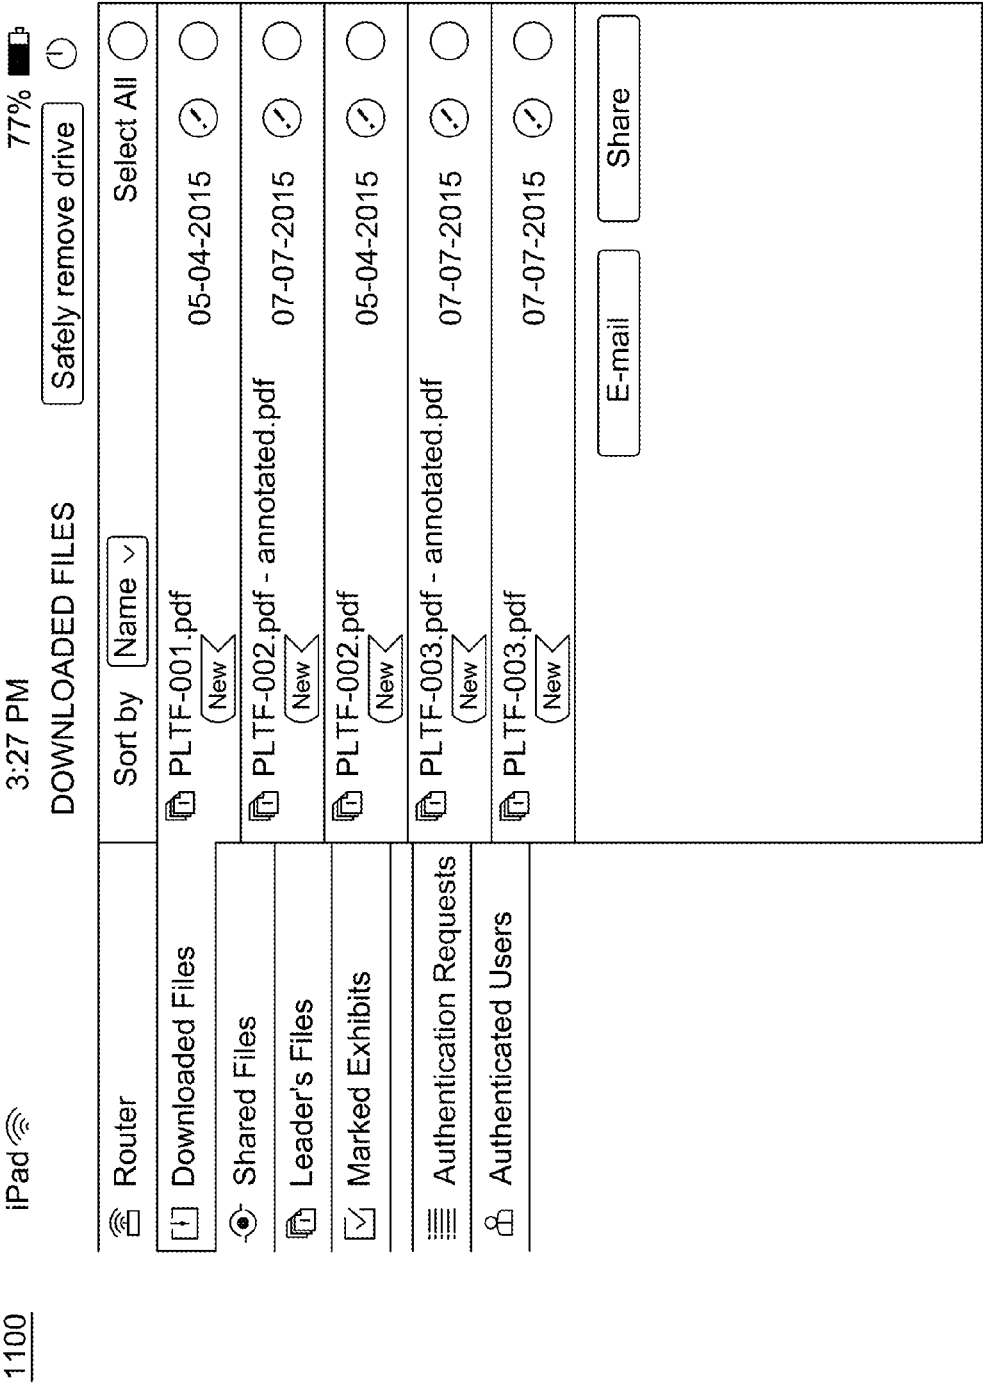 1100
iPad 3:27 PM 77%
DOWNLOADED FILES Safely remove drive
Router
Downloaded Files
Shared Files
Leader's Files
Marked Exhibits
Authentication Requests
Authenticated Users
Sort by Name Select All
PLTF-001.pdf 05-04-2015
New
PLTF-002.pdf - annotated.pdf 07-07-2015
New
PLTF-002.pdf 05-04-2015
New
PLTF-003.pdf - annotated.pdf 07-07-2015
New
PLTF-003.pdf 07-07-2015
New
E-mail Share